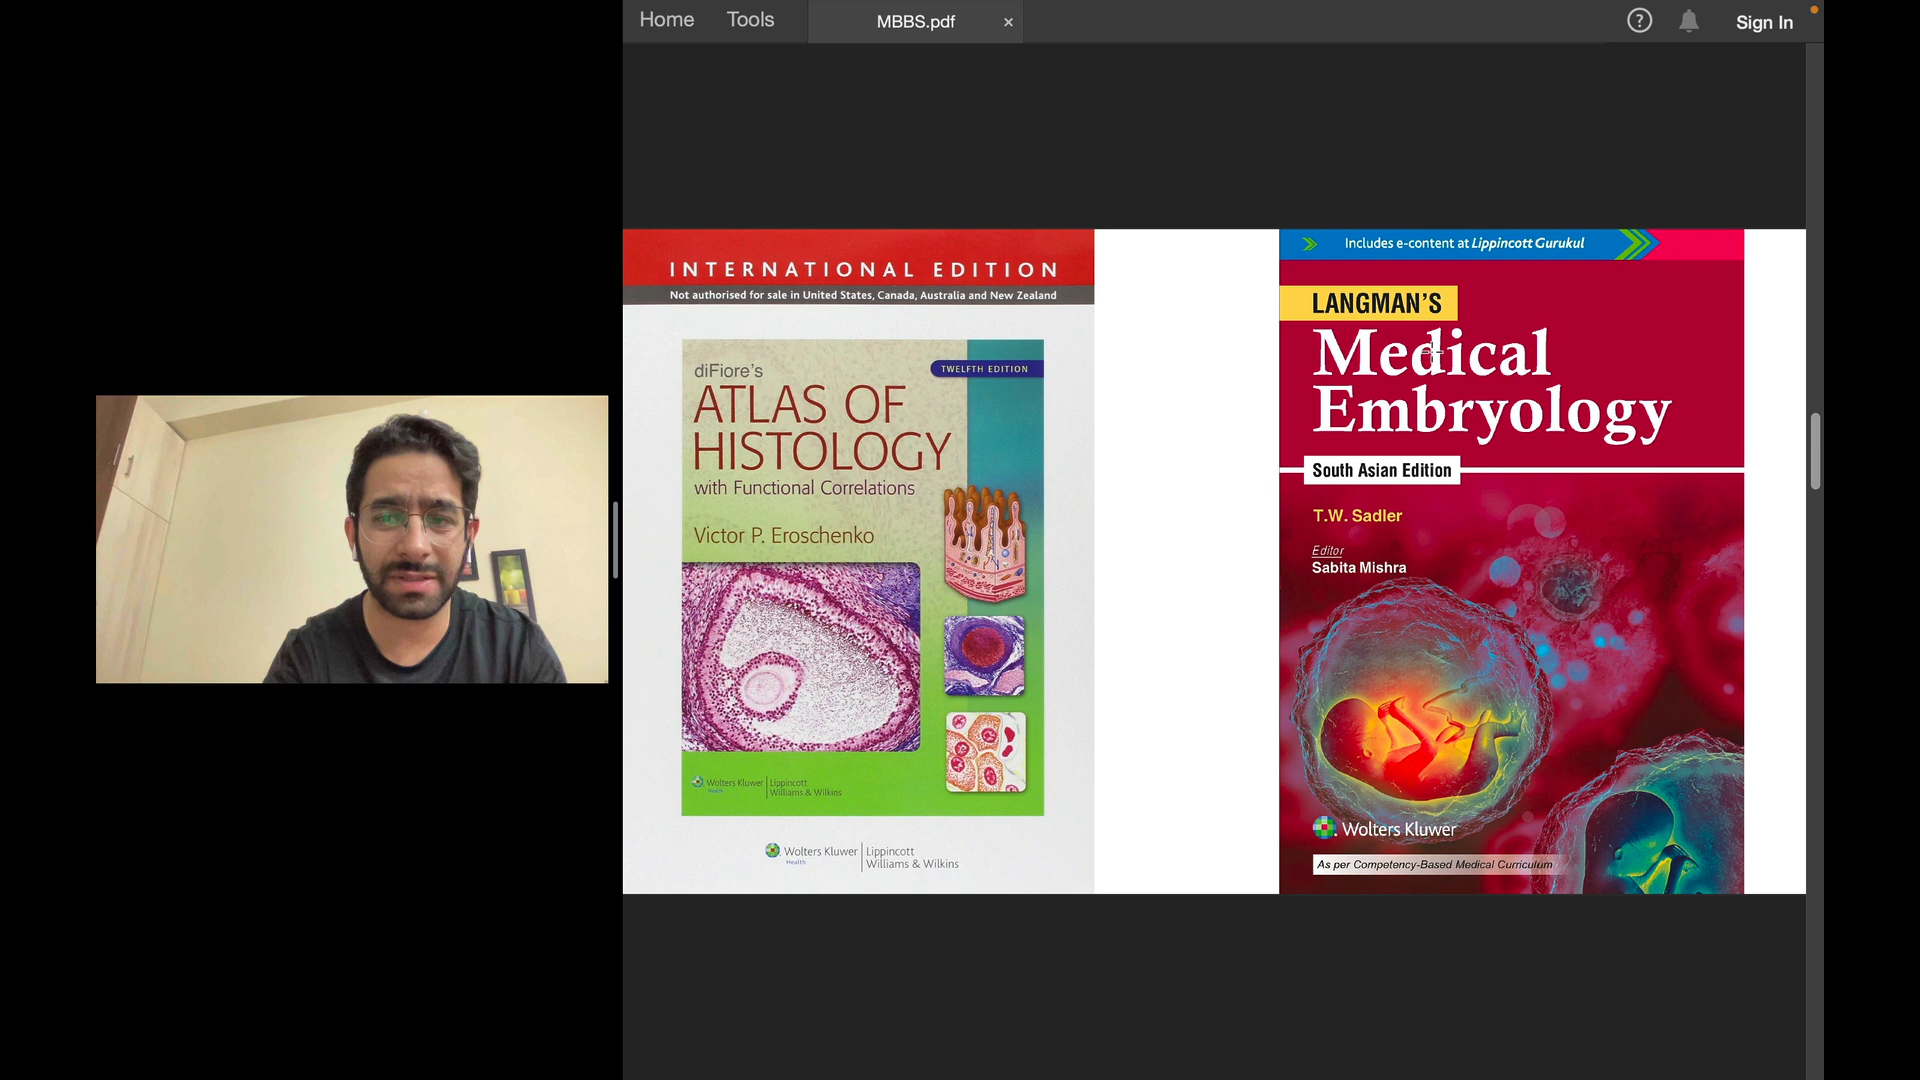 Home Tools MBBS.pdf × ? Sign In
INTERNATIONAL EDITION
Not authorised for sale in United States, Canada, Australia and New Zealand
diFiore's
TWELFTH EDITION
ATLAS OF
HISTOLOGY
with Functional Correlations
Victor P. Eroschenko
Wolters Kluwer
Health
Lippincott
Williams & Wilkins
Wolters Kluwer
Health
Lippincott
Williams & Wilkins
Includes e-content at Lippincott Gurukul
LANGMAN'S
Medical
Embryology
South Asian Edition
T.W. Sadler
Editor
Sabita Mishra
Wolters Kluwer
As per Competency-Based Medical Curriculum